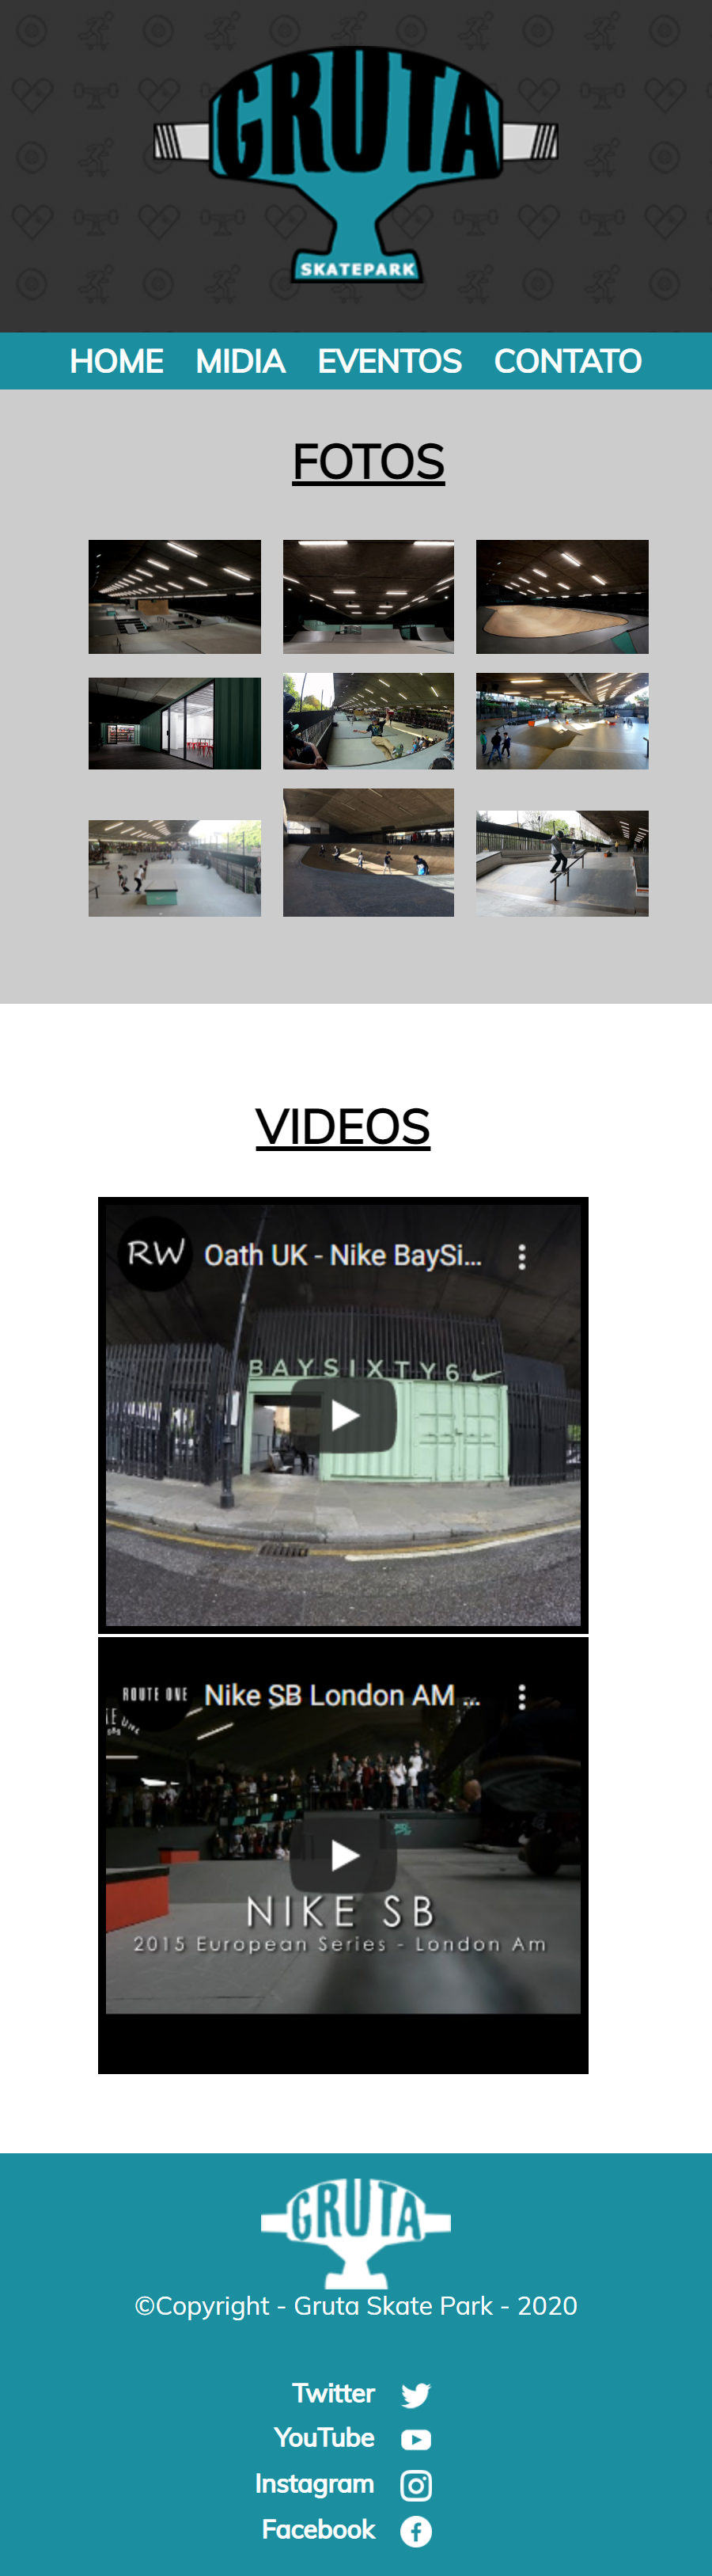 GRUTA
SKATEPARK
HOME MIDIA EVENTOS CONTATO
FOTOS
VIDEOS
RW Oath UK - Nike BaySi...
BAYSIXTY6
ROUTE ONE Nike SB London AM ...
NIKE SB
2015 European Series - London Am
GRUTA
©Copyright - Gruta Skate Park - 2020
Twitter
YouTube
Instagram
Facebook